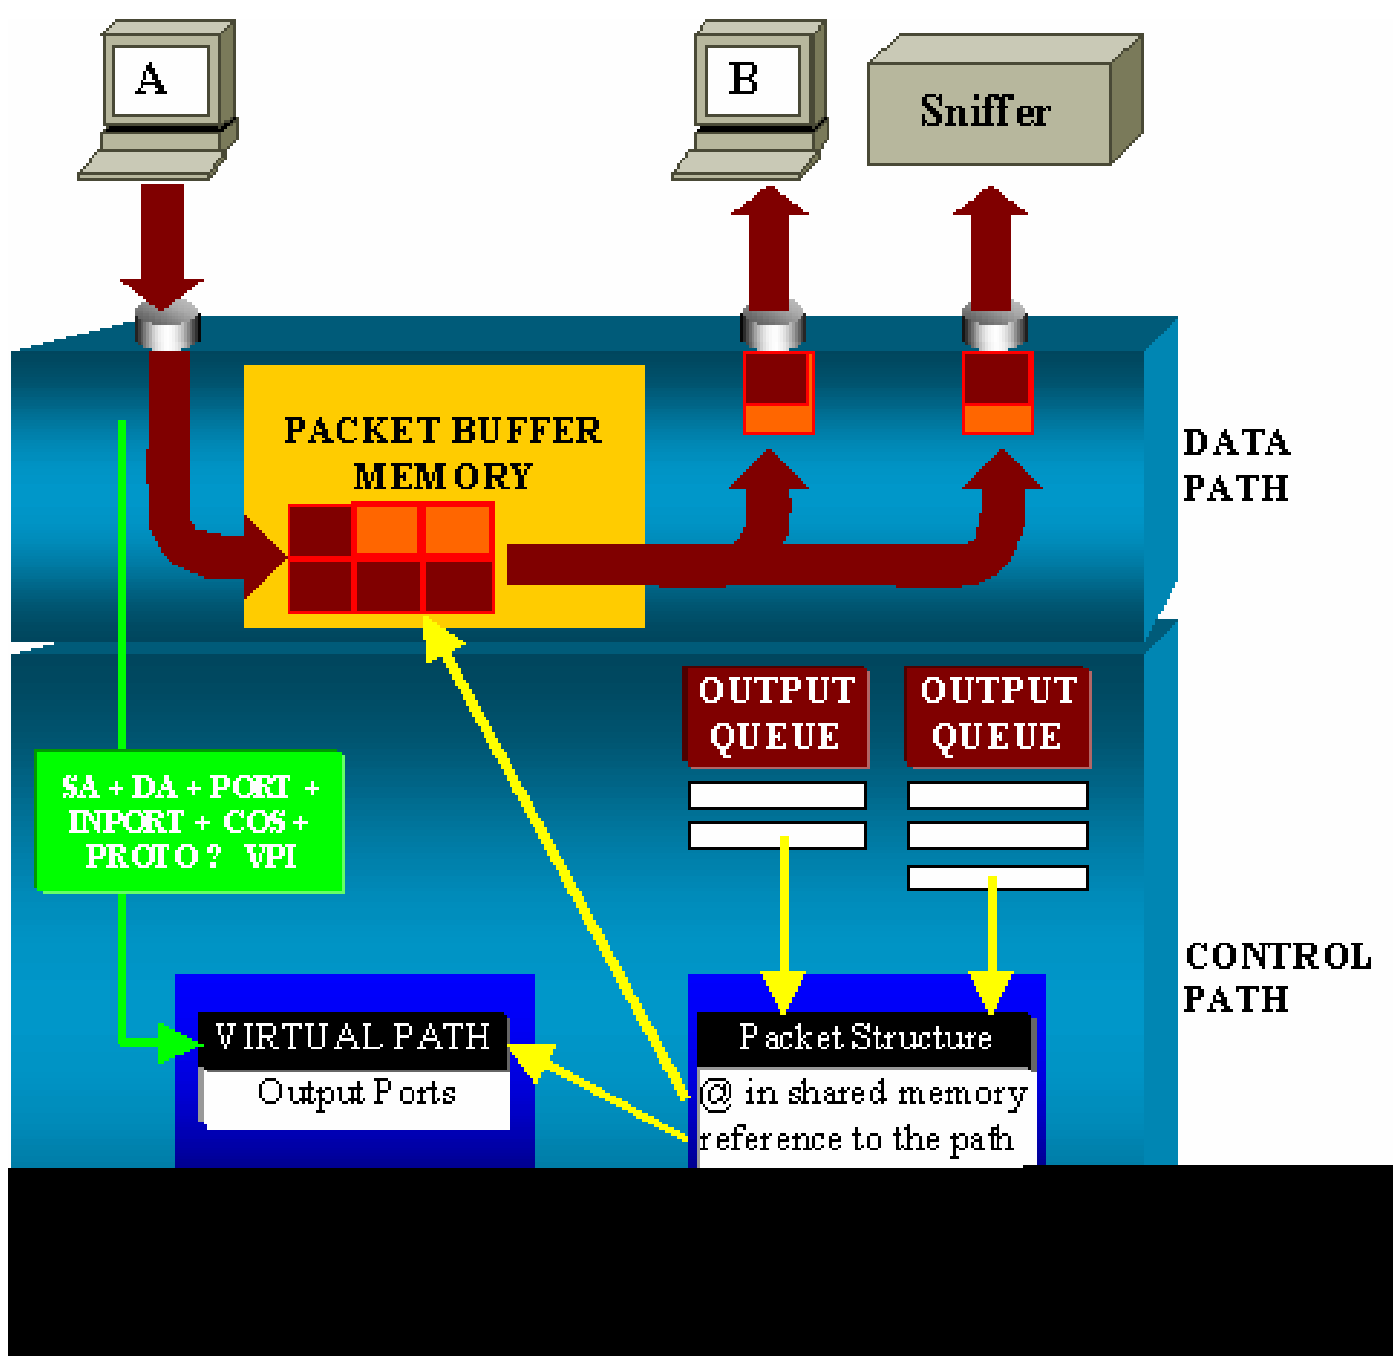 A
B
Sniffer
PACKET BUFFER
MEMORY
DATA
PATH
OUTPUT
QUEUE
OUTPUT
QUEUE
SA + DA + PORT +
INPORT + COS +
PROTO ? VPI
CONTROL
PATH
VIRTUAL PATH
Output Ports
Packet Structure
@ in shared memory
reference to the path